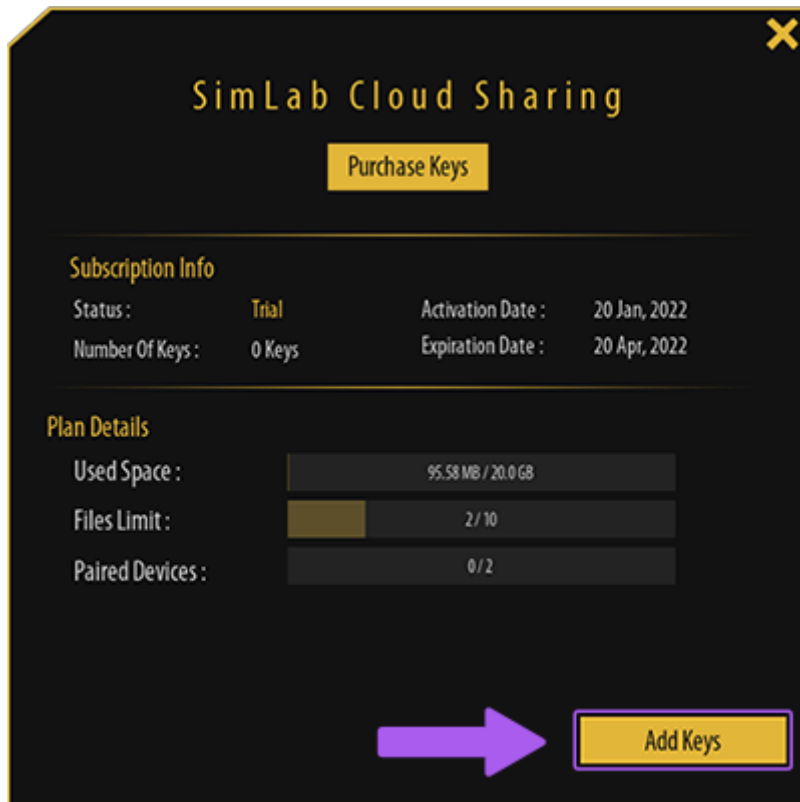 SimLab Cloud Sharing
Purchase Keys
Subscription Info
Status : Trial Activation Date : 20 Jan, 2022
Number Of Keys : 0 Keys Expiration Date : 20 Apr, 2022
Plan Details
Used Space : 95.58 MB / 20.0 GB
Files Limit : 2 / 10
Paired Devices : 0 / 2
Add Keys